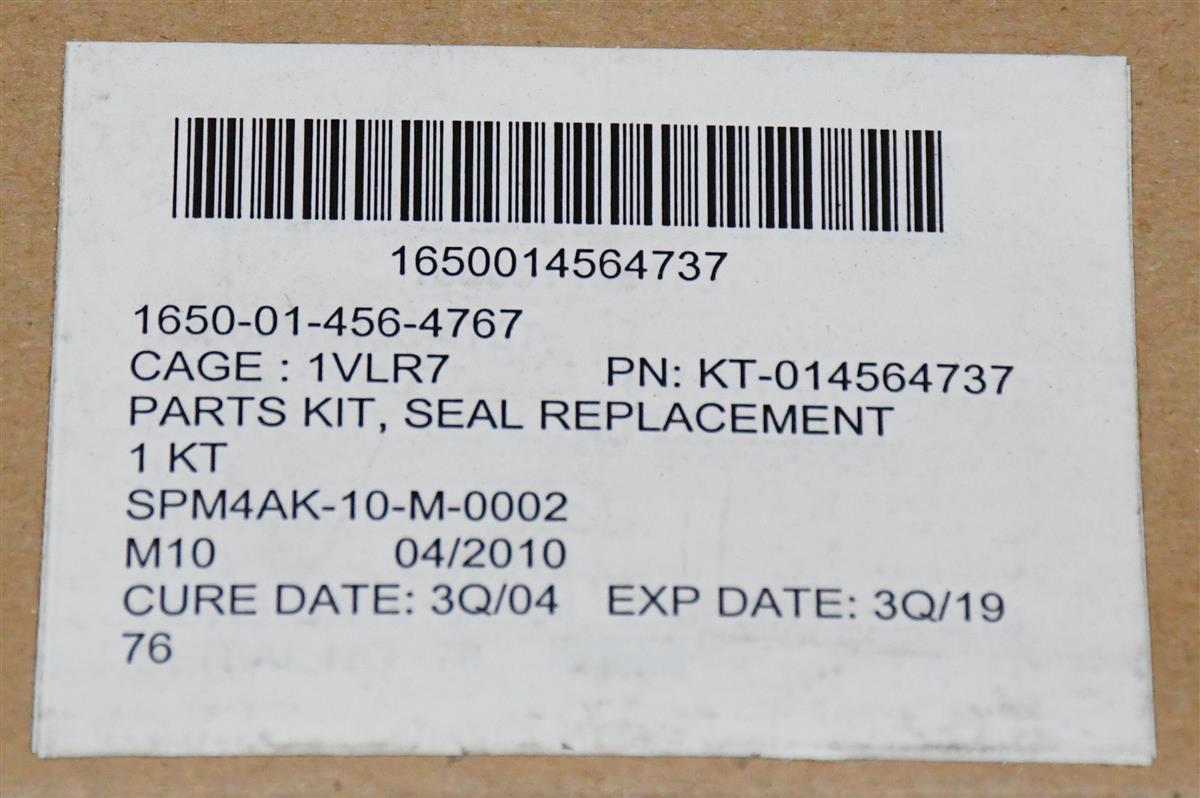 1650014564737
1650-01-456-4767
CAGE : 1VLR7 PN: KT-014564737
PARTS KIT, SEAL REPLACEMENT
1 KT
SPM4AK-10-M-0002
M10 04/2010
CURE DATE: 3Q/04 EXP DATE: 3Q/19
76